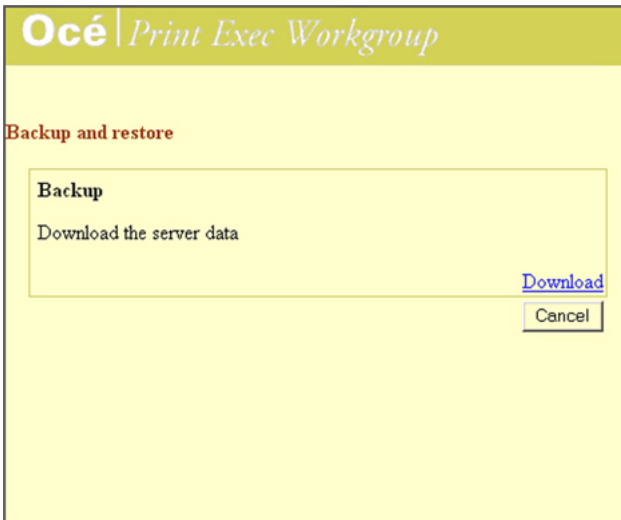 Océ | Print Exec Workgroup
Backup and restore
Backup
Download the server data
Download
Cancel